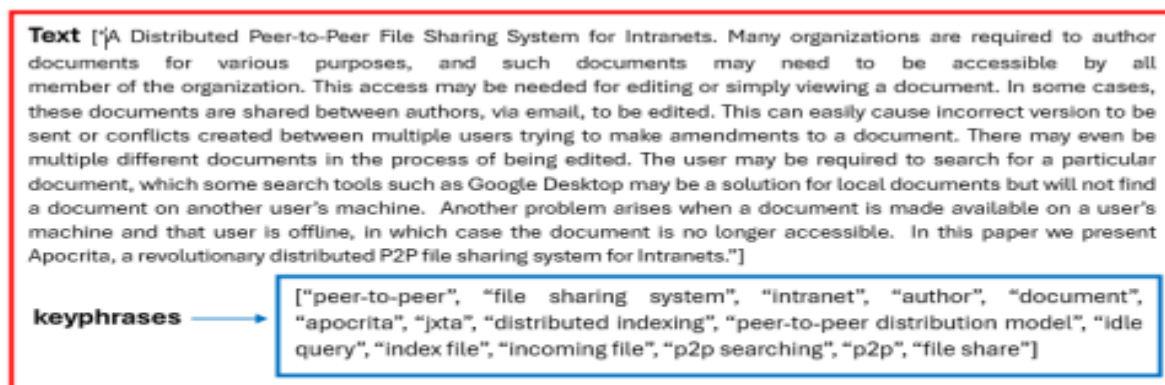 Text ["A Distributed Peer-to-Peer File Sharing System for Intranets. Many organizations are required to author
documents for various purposes, and such documents may need to be accessible by all
member of the organization. This access may be needed for editing or simply viewing a document. In some cases,
these documents are shared between authors, via email, to be edited. This can easily cause incorrect version to be
sent or conflicts created between multiple users trying to make amendments to a document. There may even be
multiple different documents in the process of being edited. The user may be required to search for a particular
document, which some search tools such as Google Desktop may be a solution for local documents but will not find
a document on another user's machine. Another problem arises when a document is made available on a user's
machine and that user is offline, in which case the document is no longer accessible. In this paper we present
Apocrita, a revolutionary distributed P2P file sharing system for Intranets."]
keyphrases
["peer-to-peer", "file sharing system", "intranet", "author", "document",
"apocrita", "jxta", "distributed indexing", "peer-to-peer distribution model", "idle
query", "index file", "incoming file", "p2p searching", "p2p", "file share"]